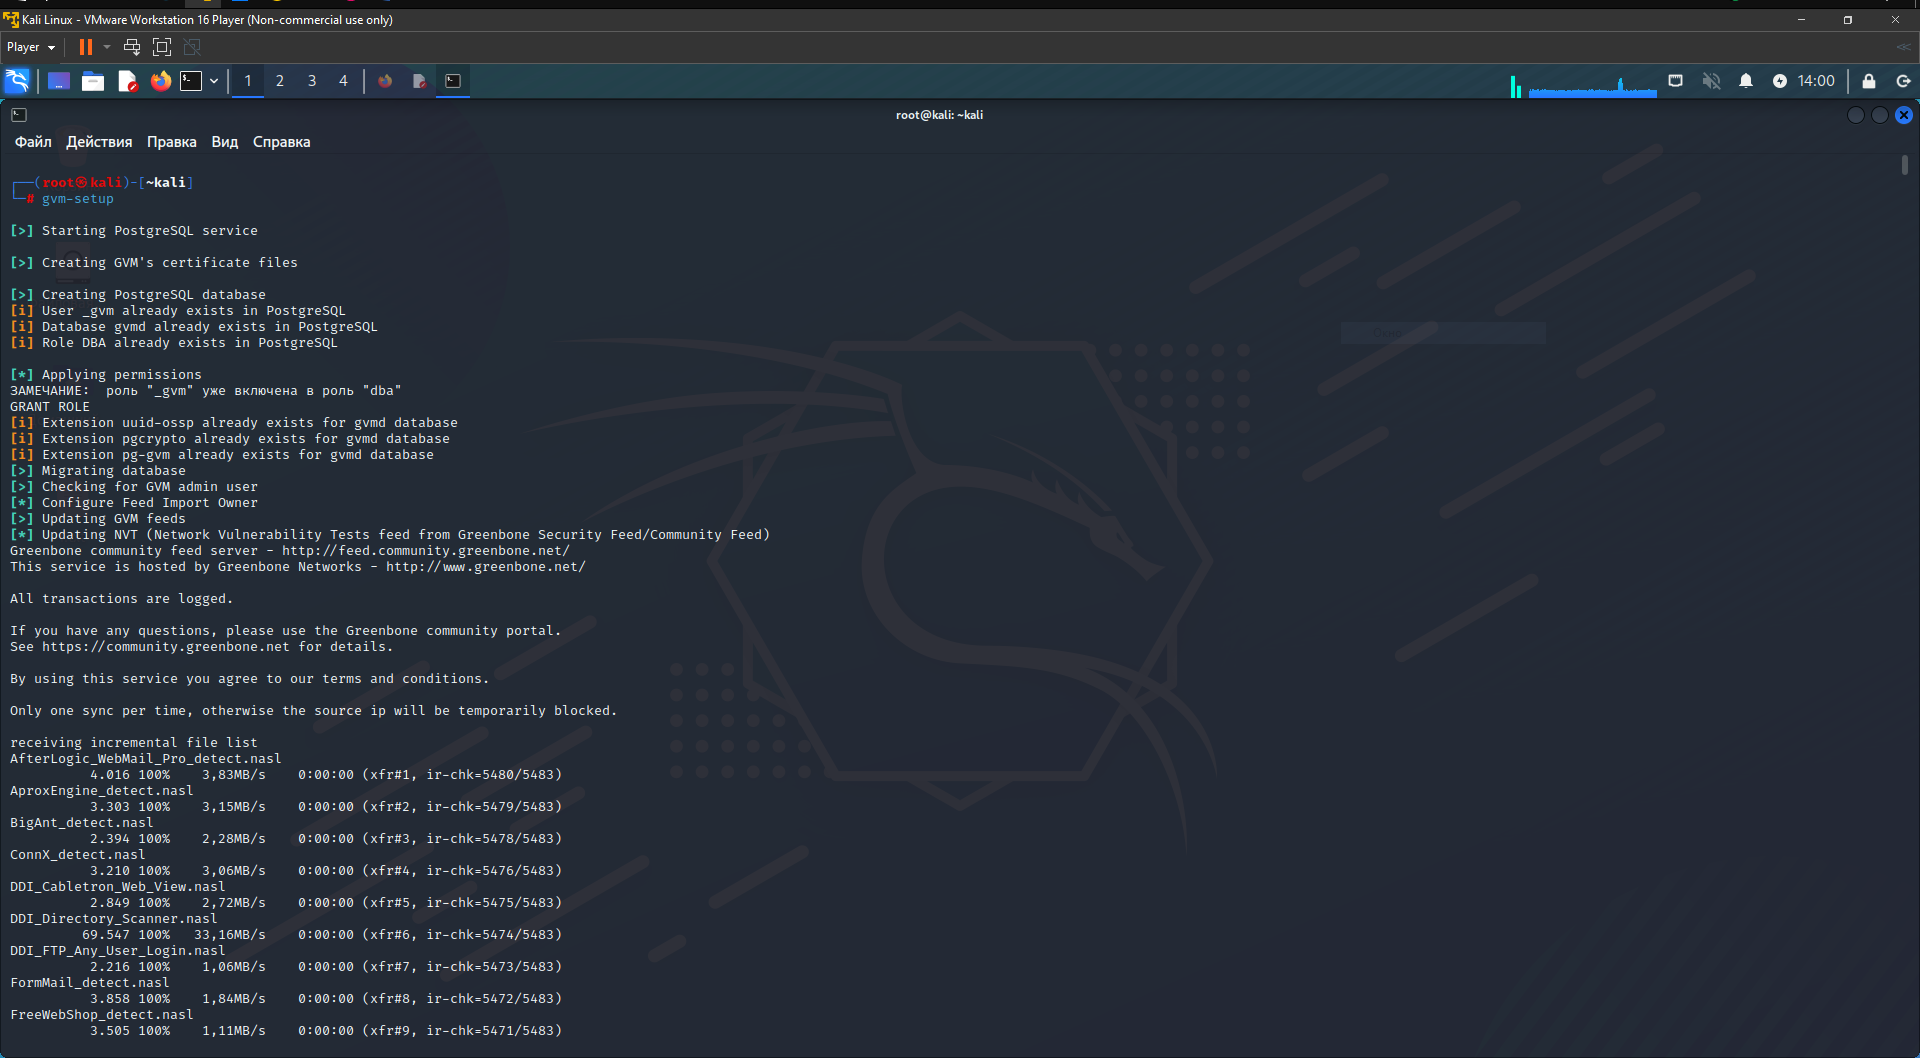 Kali Linux - VMware Workstation 16 Player (Non-commercial use only)
Player
1 2 3 4
14:00
root@kali: ~kali
Файл Действия Правка Вид Справка
┌──(root㉿kali)-[~kali]
└─# gvm-setup
[>] Starting PostgreSQL service
[>] Creating GVM's certificate files
[>] Creating PostgreSQL database
[i] User _gvm already exists in PostgreSQL
[i] Database gvmd already exists in PostgreSQL
[i] Role DBA already exists in PostgreSQL
[*] Applying permissions
ЗАМЕЧАНИЕ:  роль "_gvm" уже включена в роль "dba"
GRANT ROLE
[i] Extension uuid-ossp already exists for gvmd database
[i] Extension pgcrypto already exists for gvmd database
[i] Extension pg-gvm already exists for gvmd database
[>] Migrating database
[>] Checking for GVM admin user
[*] Configure Feed Import Owner
[>] Updating GVM feeds
[*] Updating NVT (Network Vulnerability Tests feed from Greenbone Security Feed/Community Feed)
Greenbone community feed server - http://feed.community.greenbone.net/
This service is hosted by Greenbone Networks - http://www.greenbone.net/
All transactions are logged.
If you have any questions, please use the Greenbone community portal.
See https://community.greenbone.net for details.
By using this service you agree to our terms and conditions.
Only one sync per time, otherwise the source ip will be temporarily blocked.
receiving incremental file list
AfterLogic_WebMail_Pro_detect.nasl
4.016 100%    3,83MB/s    0:00:00 (xfr#1, ir-chk=5480/5483)
AproxEngine_detect.nasl
3.303 100%    3,15MB/s    0:00:00 (xfr#2, ir-chk=5479/5483)
BigAnt_detect.nasl
2.394 100%    2,28MB/s    0:00:00 (xfr#3, ir-chk=5478/5483)
ConnX_detect.nasl
3.210 100%    3,06MB/s    0:00:00 (xfr#4, ir-chk=5476/5483)
DDI_Cabletron_Web_View.nasl
2.849 100%    2,72MB/s    0:00:00 (xfr#5, ir-chk=5475/5483)
DDI_Directory_Scanner.nasl
69.547 100%   33,16MB/s    0:00:00 (xfr#6, ir-chk=5474/5483)
DDI_FTP_Any_User_Login.nasl
2.216 100%    1,06MB/s    0:00:00 (xfr#7, ir-chk=5473/5483)
FormMail_detect.nasl
3.858 100%    1,84MB/s    0:00:00 (xfr#8, ir-chk=5472/5483)
FreeWebShop_detect.nasl
3.505 100%    1,11MB/s    0:00:00 (xfr#9, ir-chk=5471/5483)